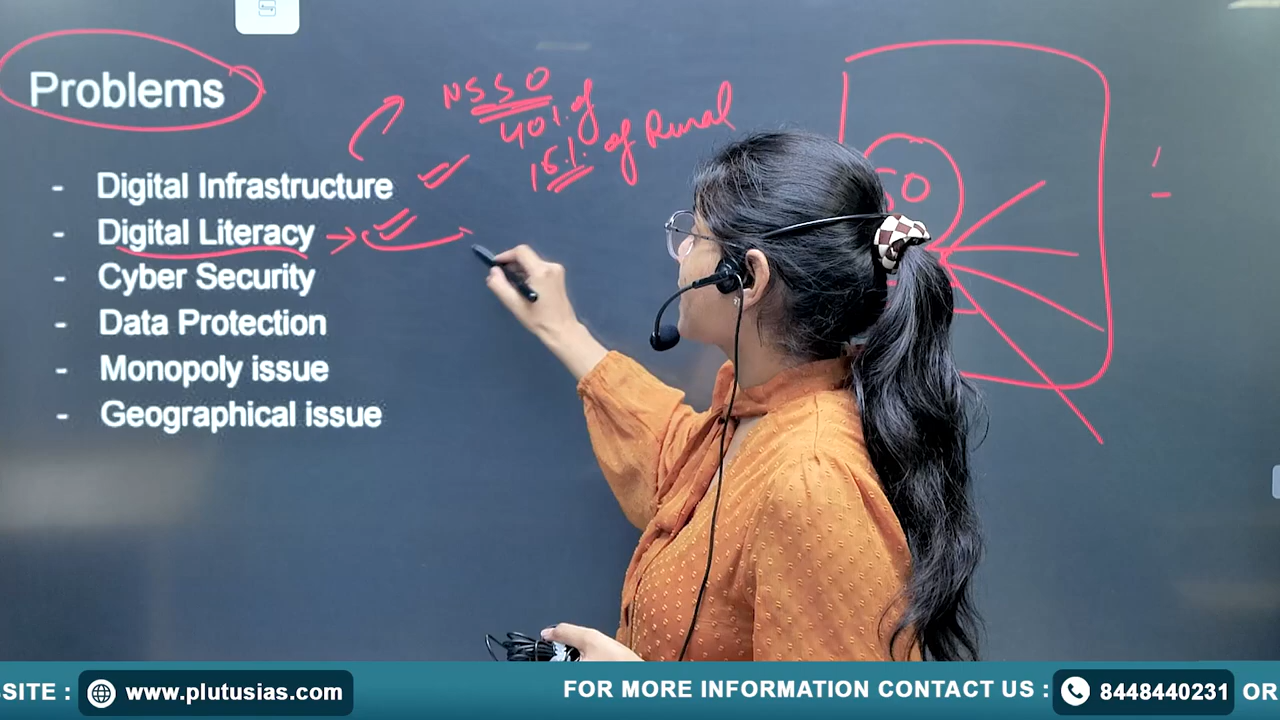 Problems
NSSO
40% of
15% of Rural
- Digital Infrastructure
- Digital Literacy →
- Cyber Security
- Data Protection
- Monopoly issue
- Geographical issue
SITE : www.plutusias.com
FOR MORE INFORMATION CONTACT US : 8448440231 OR